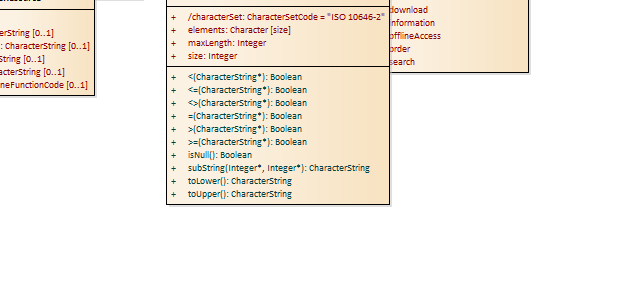 erString [0..1]
: CharacterString [0..1]
String [0..1]
acterString [0..1]
neFunctionCode [0..1]
+ /characterSet: CharacterSetCode = "ISO 10646-2"
+ elements: Character [size]
+ maxLength: Integer
+ size: Integer
+ <(CharacterString*): Boolean
+ <=(CharacterString*): Boolean
+ <>(CharacterString*): Boolean
+ =(CharacterString*): Boolean
+ >(CharacterString*): Boolean
+ >=(CharacterString*): Boolean
+ isNull(): Boolean
+ subString(Integer*, Integer*): CharacterString
+ toLower(): CharacterString
+ toUpper(): CharacterString
download
information
offlineAccess
order
search